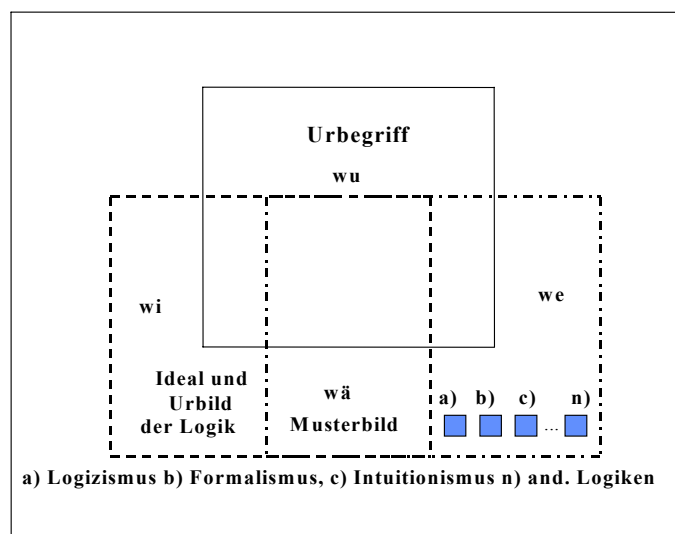 Urbegriff
wu
wi
we
Ideal und
Urbild
der Logik
wä
Musterbild
a) b) c) n)
...
a) Logizismus b) Formalismus, c) Intuitionismus n) and. Logiken